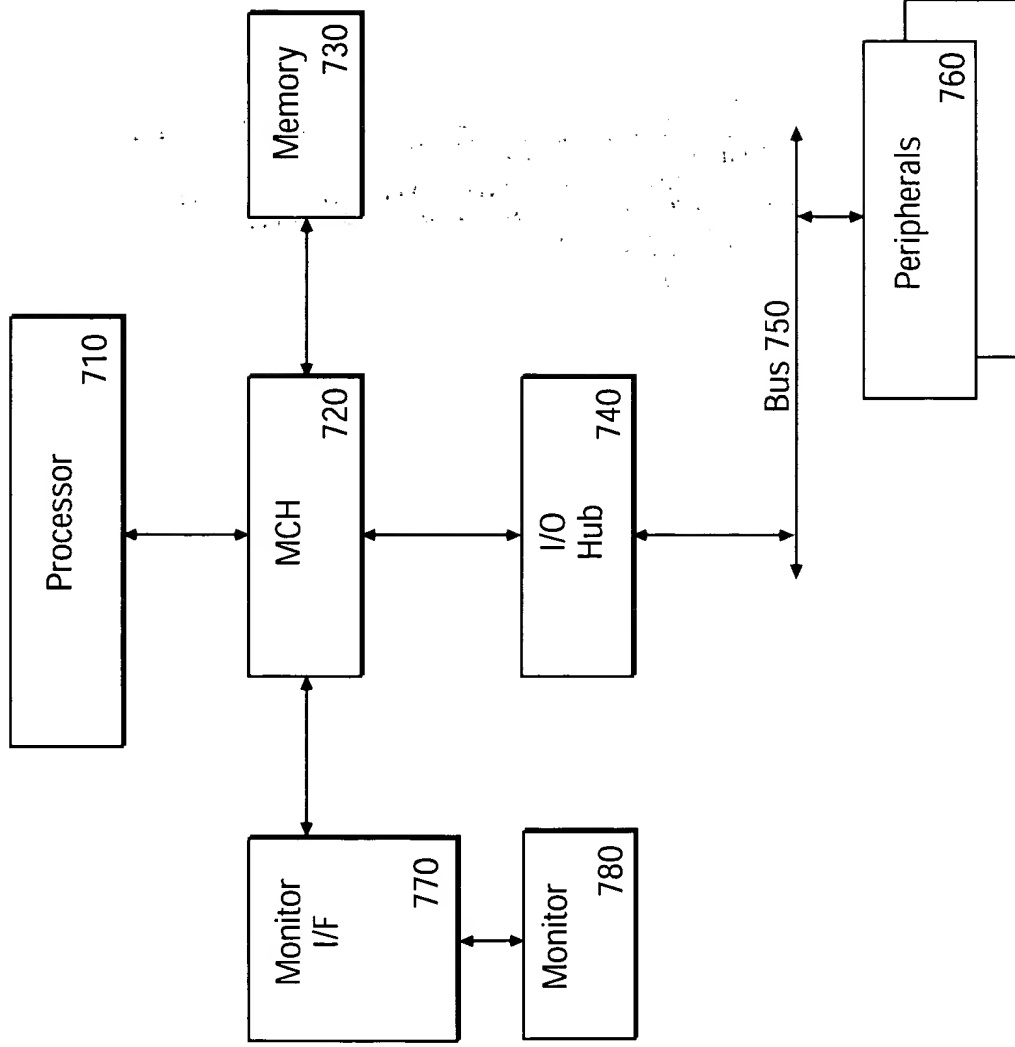 Processor
710
MCH
720
Memory
730
Monitor
I/F
770
Monitor
780
I/O
Hub
740
Bus 750
Peripherals
760